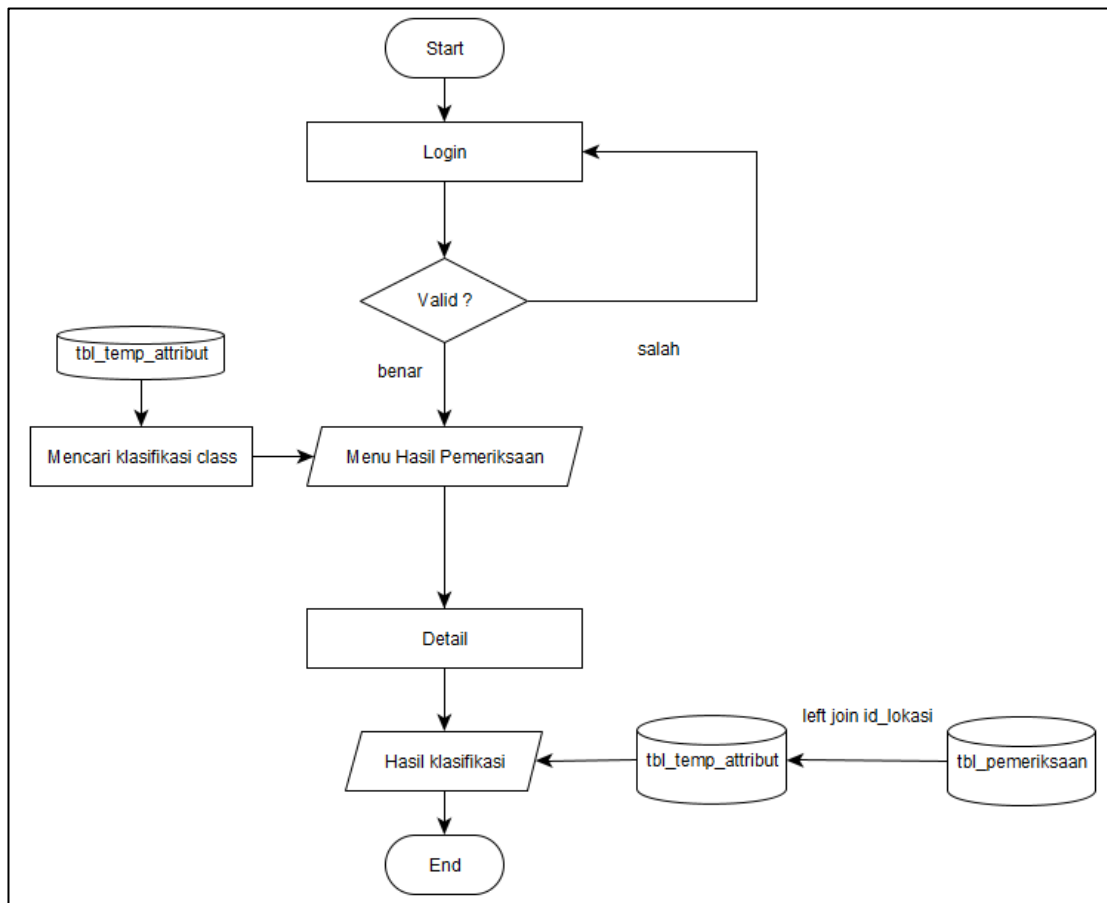 Start
Login
Valid ?
salah
benar
tbl_temp_attribut
Mencari klasifikasi class
Menu Hasil Pemeriksaan
Detail
left join id_lokasi
Hasil klasifikasi
tbl_temp_attribut
tbl_pemeriksaan
End